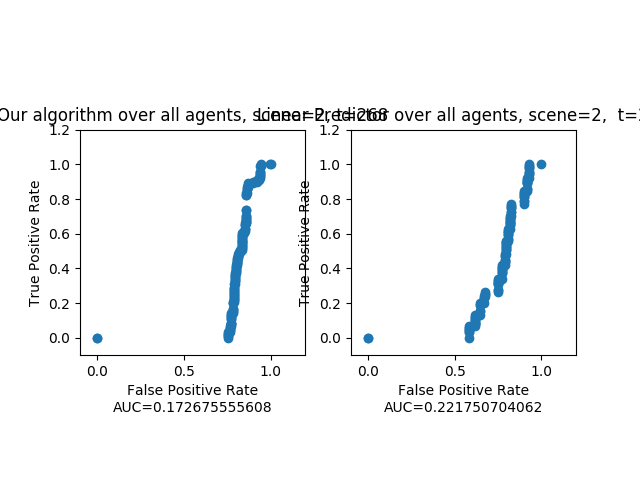 Our algorithm over all agents, scene=2, t=268
Linear Predictor over all agents, scene=2, t=
True Positive Rate
1.2
1.0
0.8
0.6
0.4
0.2
0.0
0.0 0.5 1.0
False Positive Rate
AUC=0.172675555608
True Positive Rate
1.2
1.0
0.8
0.6
0.4
0.2
0.0
0.0 0.5 1.0
False Positive Rate
AUC=0.221750704062